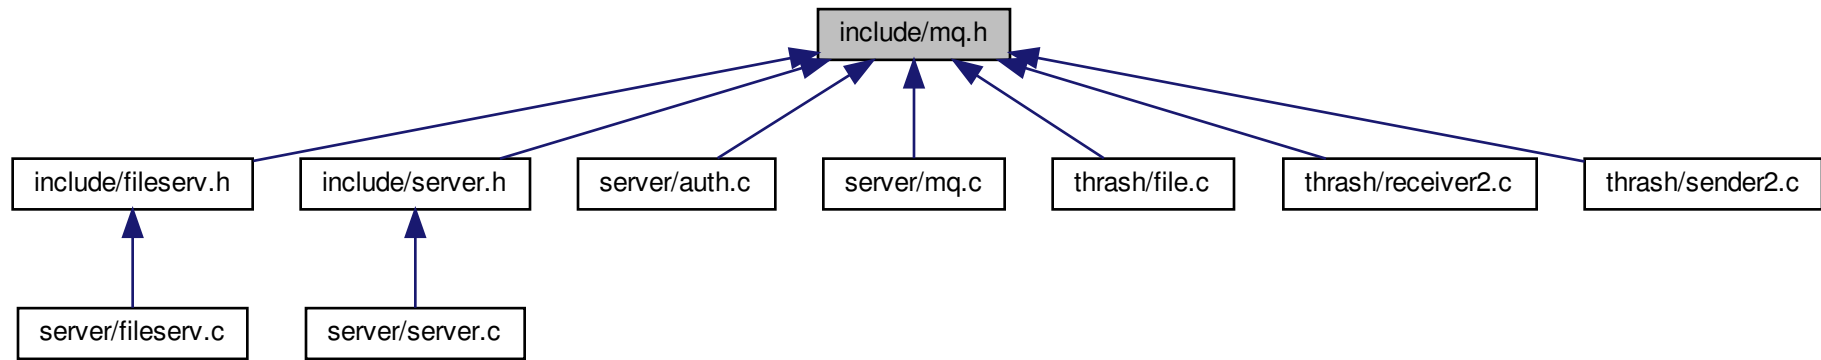 include/mq.h
include/fileserv.h
include/server.h
server/auth.c
server/mq.c
thrash/file.c
thrash/receiver2.c
thrash/sender2.c
server/fileserv.c
server/server.c